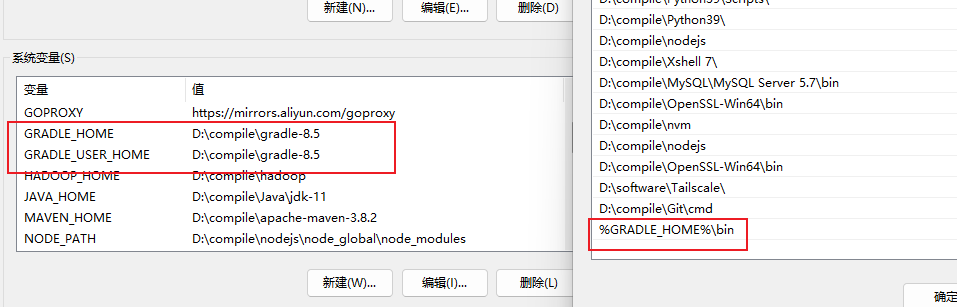 新建(N)...
编辑(E)...
删除(D)
系统变量(S)
变量 值
GOPROXY https://mirrors.aliyun.com/goproxy
GRADLE_HOME D:\compile\gradle-8.5
GRADLE_USER_HOME D:\compile\gradle-8.5
HADOOP_HOME D:\compile\hadoop
JAVA_HOME D:\compile\Java\jdk-11
MAVEN_HOME D:\compile\apache-maven-3.8.2
NODE_PATH D:\compile\nodejs\node_global\node_modules
新建(W)...
编辑(I)...
删除(L)
D:\compile\Python39\Scripts\
D:\compile\Python39\
D:\compile\nodejs
D:\compile\Xshell 7\
D:\compile\MySQL\MySQL Server 5.7\bin
D:\compile\OpenSSL-Win64\bin
D:\compile\nvm
D:\compile\nodejs
D:\compile\OpenSSL-Win64\bin
D:\software\Tailscale\
D:\compile\Git\cmd
%GRADLE_HOME%\bin
确定